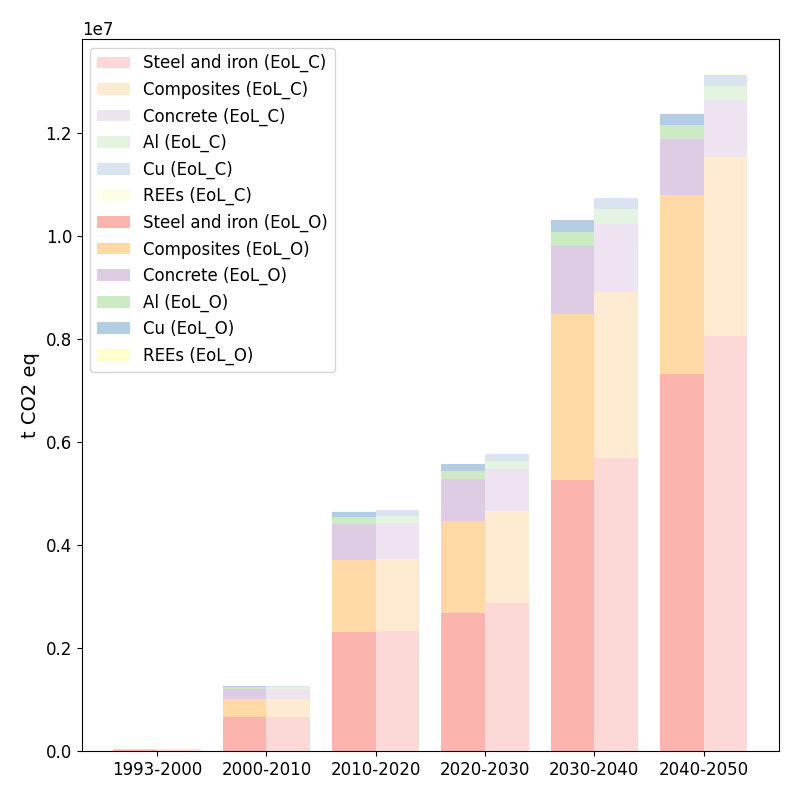 1e7
Steel and iron (EoL_C)
Composites (EoL_C)
Concrete (EoL_C)
Al (EoL_C)
Cu (EoL_C)
REEs (EoL_C)
Steel and iron (EoL_O)
Composites (EoL_O)
Concrete (EoL_O)
Al (EoL_O)
Cu (EoL_O)
REEs (EoL_O)
t CO2 eq
1.2
1.0
0.8
0.6
0.4
0.2
0.0
1993-2000 2000-2010 2010-2020 2020-2030 2030-2040 2040-2050